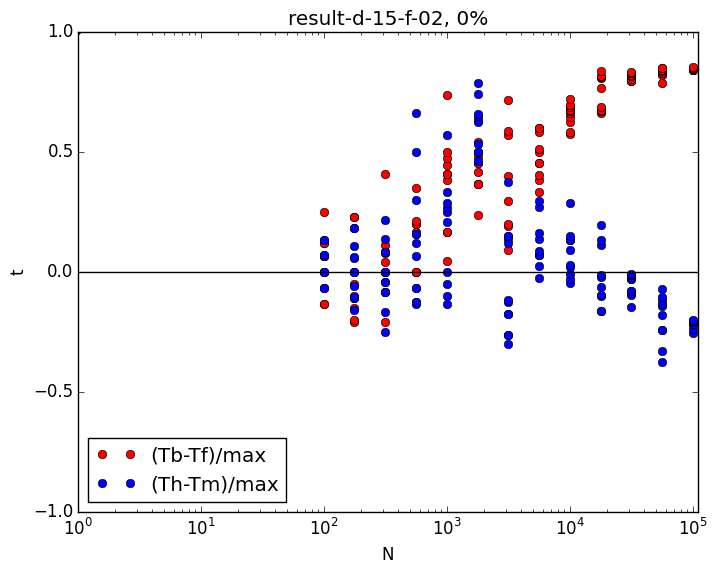 result-d-15-f-02, 0%
1.0
0.5
0.0
−0.5
−1.0
t
(Tb-Tf)/max
(Th-Tm)/max
10^0 10^1 10^2 10^3 10^4 10^5
N